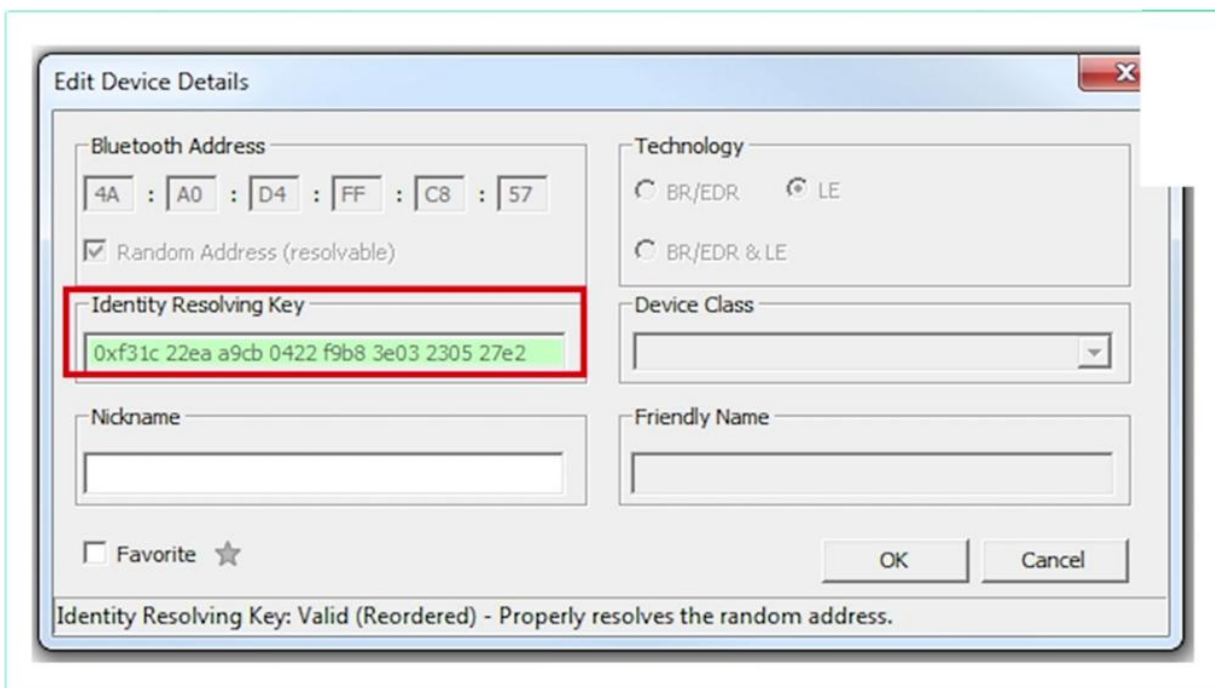 Edit Device Details
x
Bluetooth Address
4A : A0 : D4 : FF : C8 : 57
Random Address (resolvable)
Technology
BR/EDR LE
BR/EDR & LE
Identity Resolving Key
0xf31c 22ea a9cb 0422 f9b8 3e03 2305 27e2
Device Class
Nickname
Friendly Name
Favorite
OK Cancel
Identity Resolving Key: Valid (Reordered) - Properly resolves the random address.